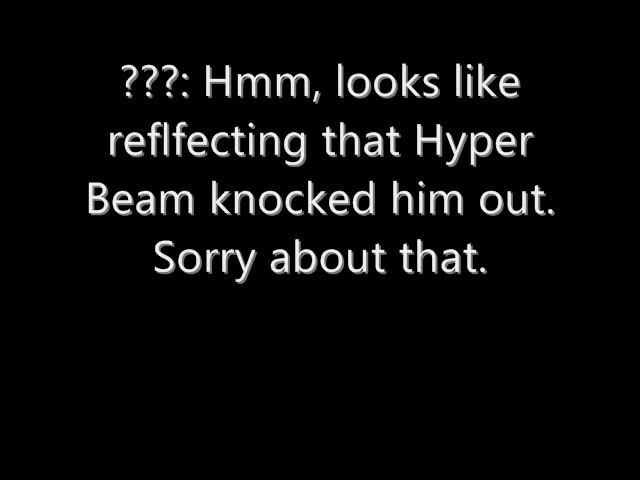 ???: Hmm, looks like
reflfecting that Hyper
Beam knocked him out.
Sorry about that.